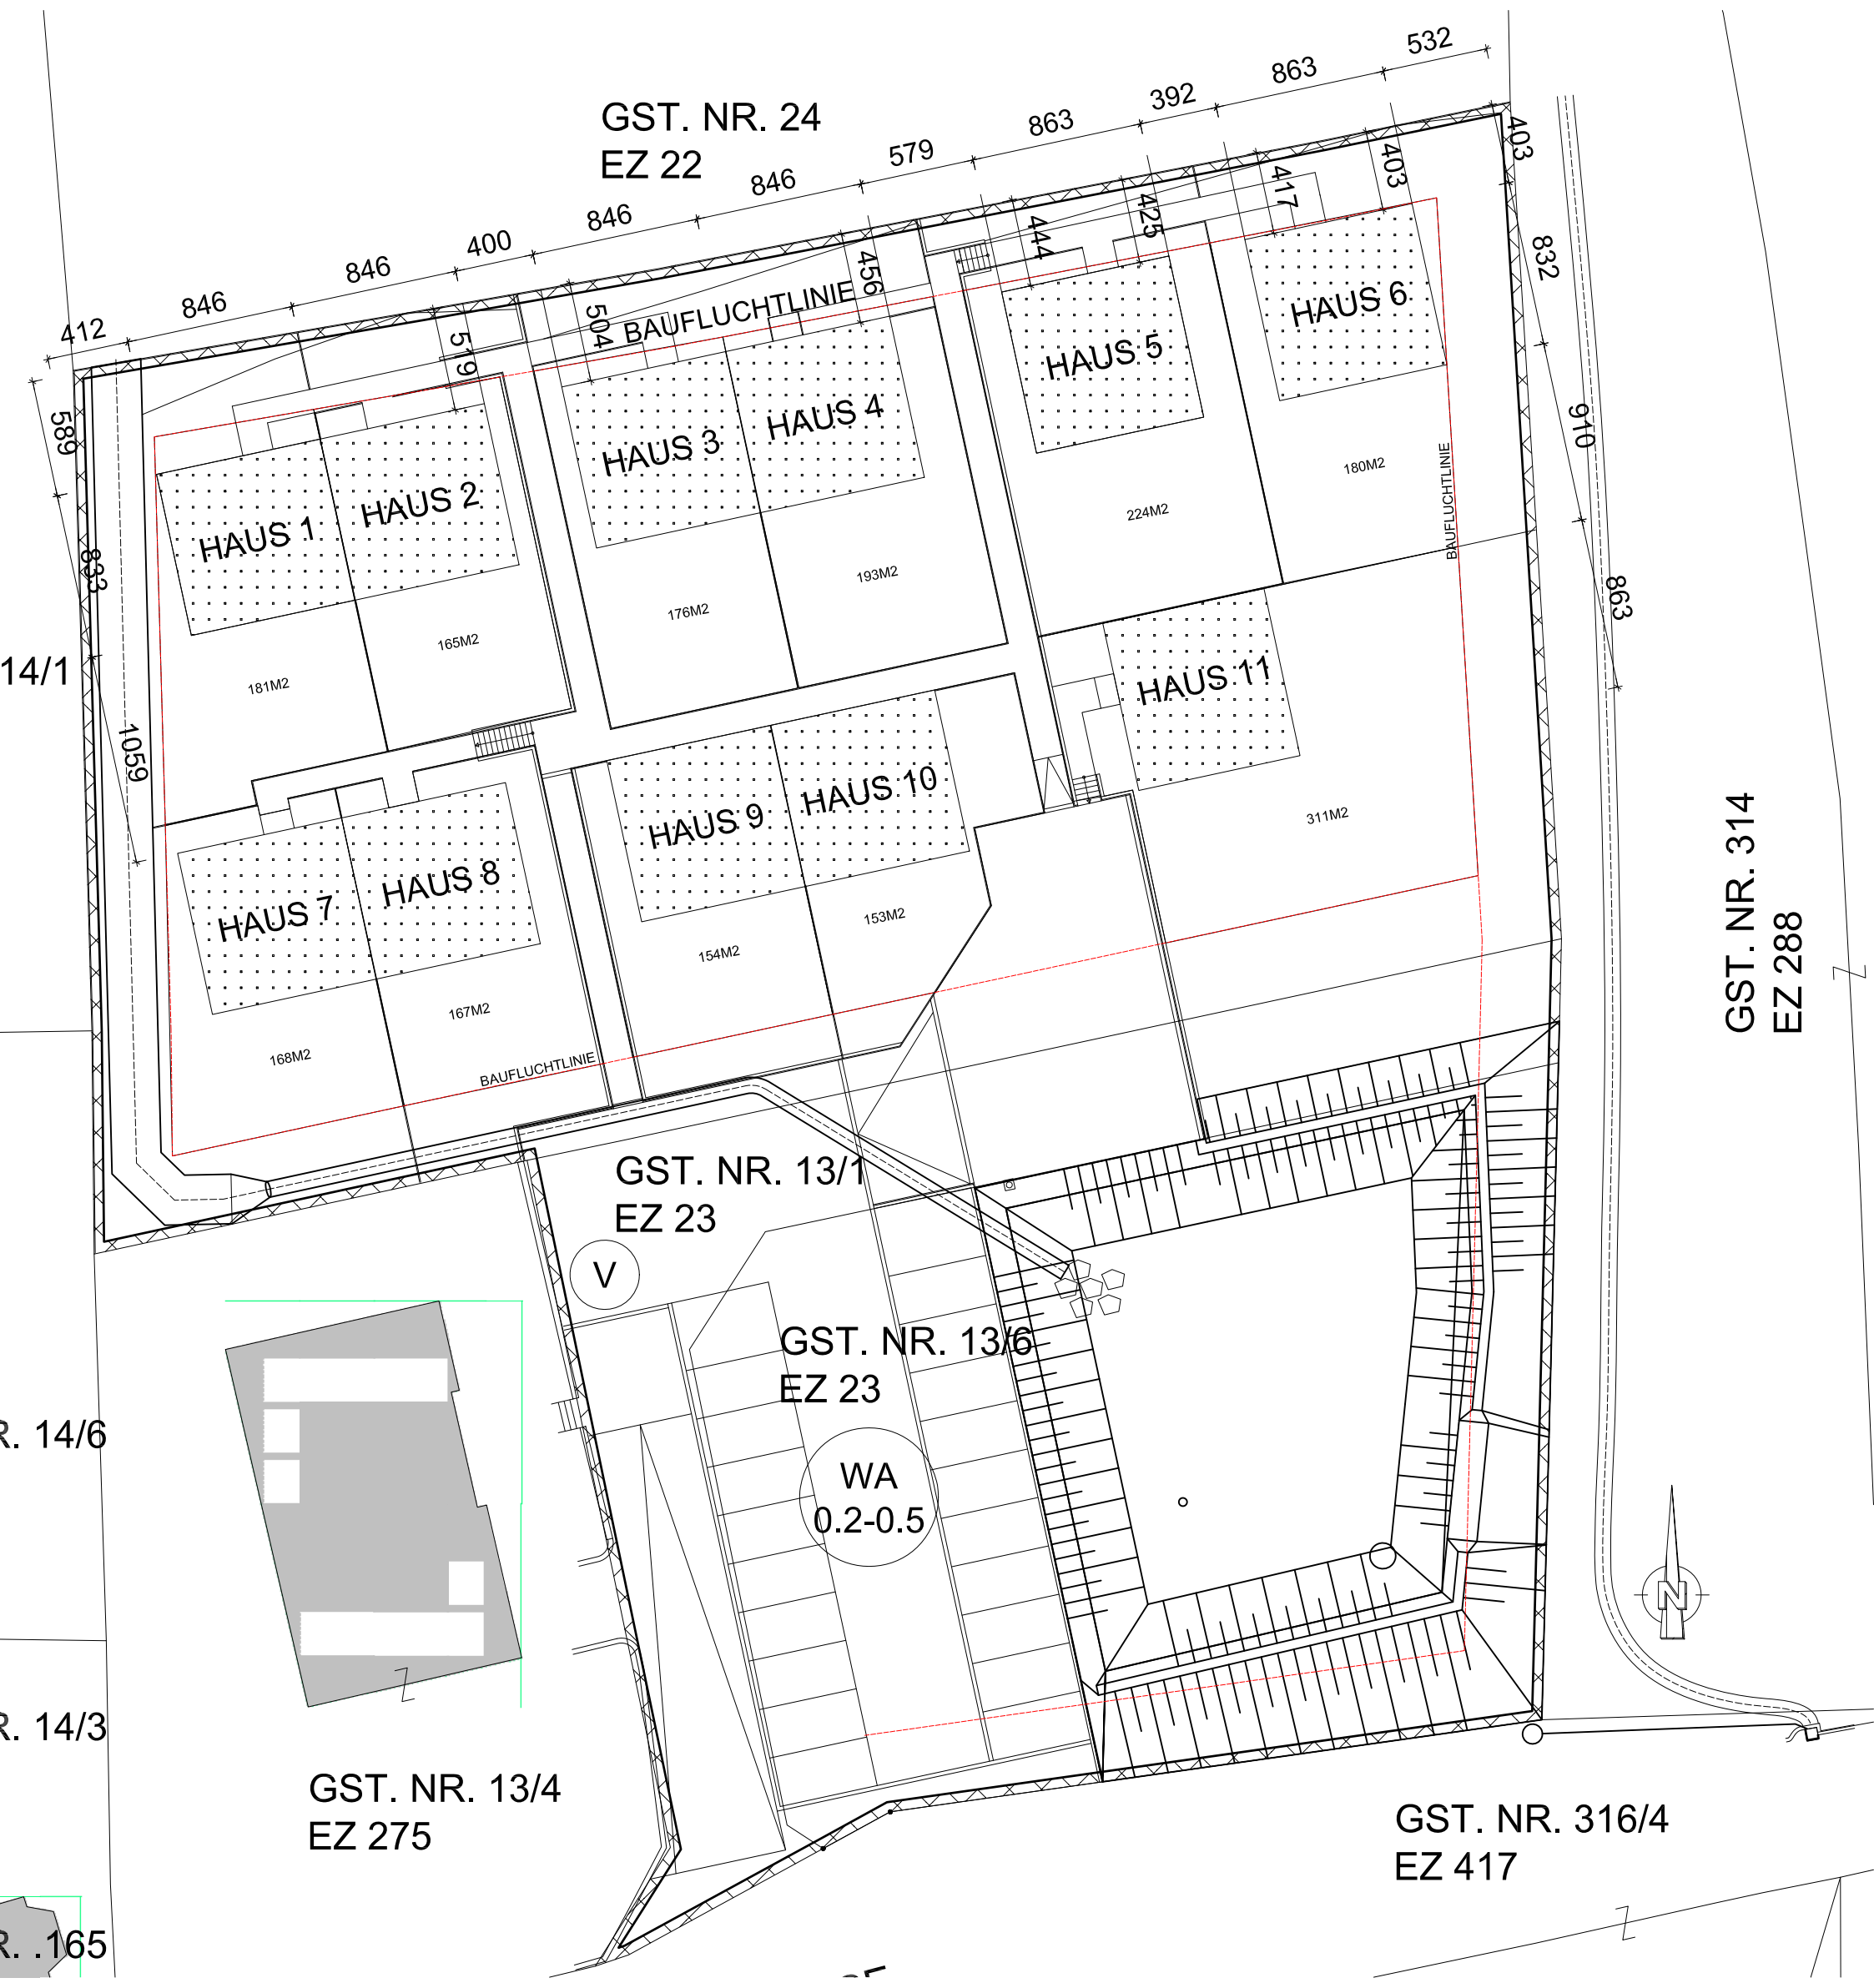 532
863
392
863
579
846
846
400
846
846
412
GST. NR. 24
EZ 22
403
403
417
425
444
456
504
519
589
833
1059
832
910
863
BAUFLUCHTLINIE
HAUS 1
HAUS 2
HAUS 3
HAUS 4
HAUS 5
HAUS 6
180M2
224M2
193M2
176M2
165M2
181M2
BAUFLUCHTLINIE
14/1
HAUS 11
311M2
HAUS 7
HAUS 8
HAUS 9
HAUS 10
153M2
154M2
167M2
168M2
BAUFLUCHTLINIE
GST. NR. 314
EZ 288
GST. NR. 13/1
EZ 23
V
GST. NR. 13/6
EZ 23
WA
0.2-0.5
R. 14/6
R. 14/3
R. .165
N
GST. NR. 13/4
EZ 275
GST. NR. 316/4
EZ 417